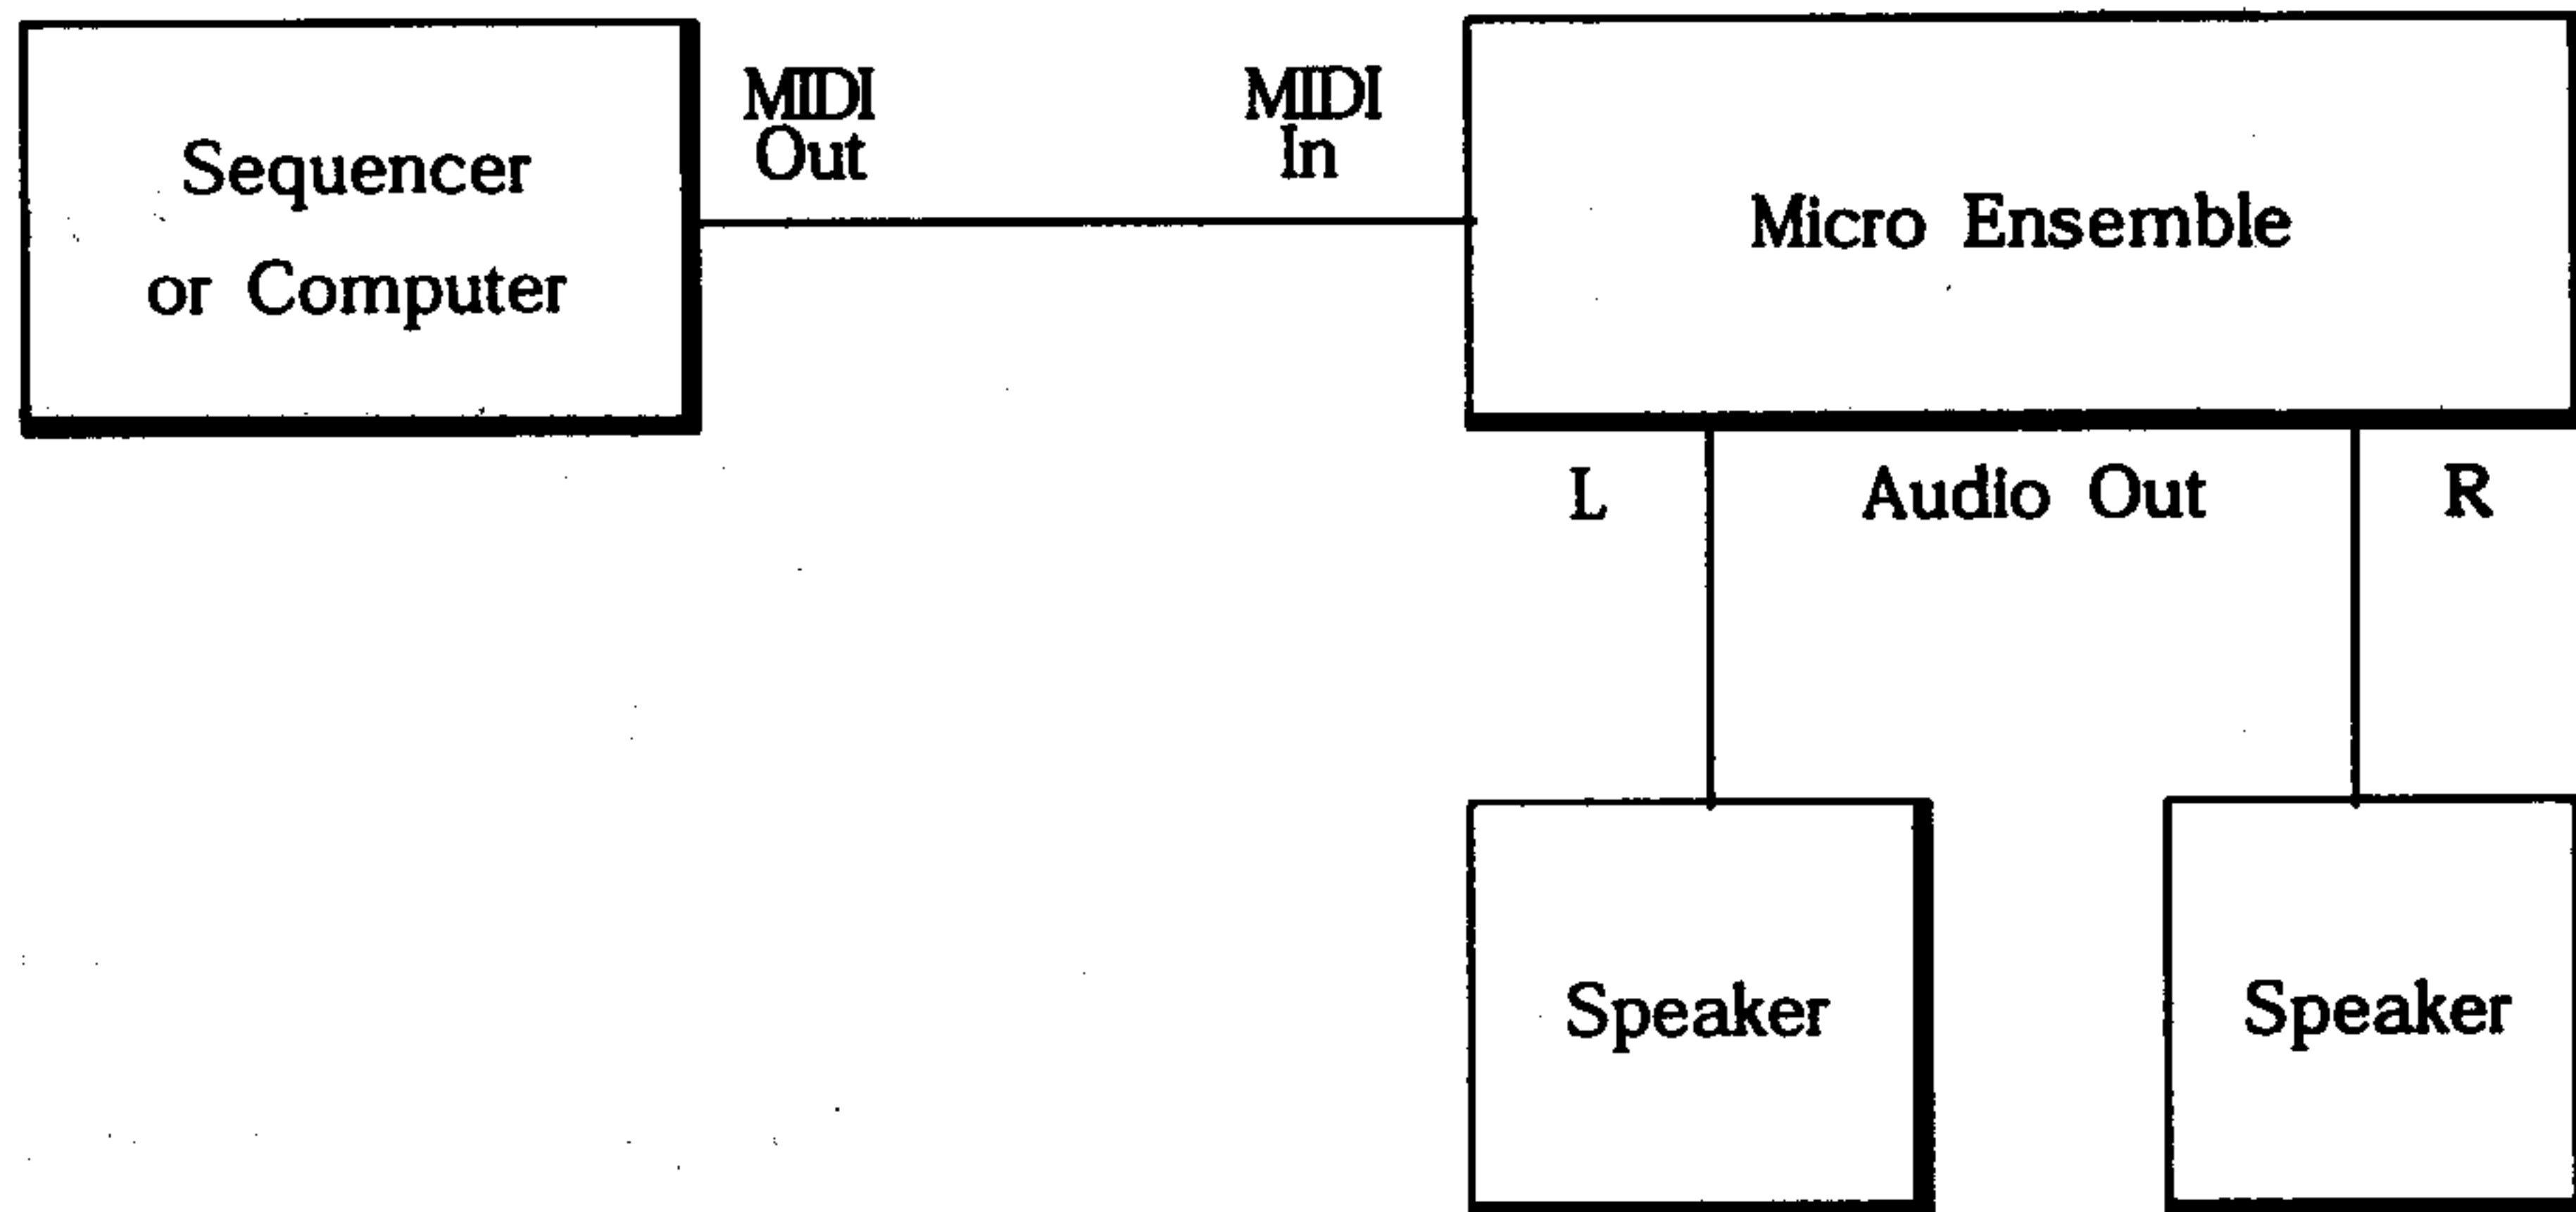 Sequencer
or Computer
MIDI
Out
MIDI
In
Micro Ensemble
L
Audio Out
R
Speaker
Speaker